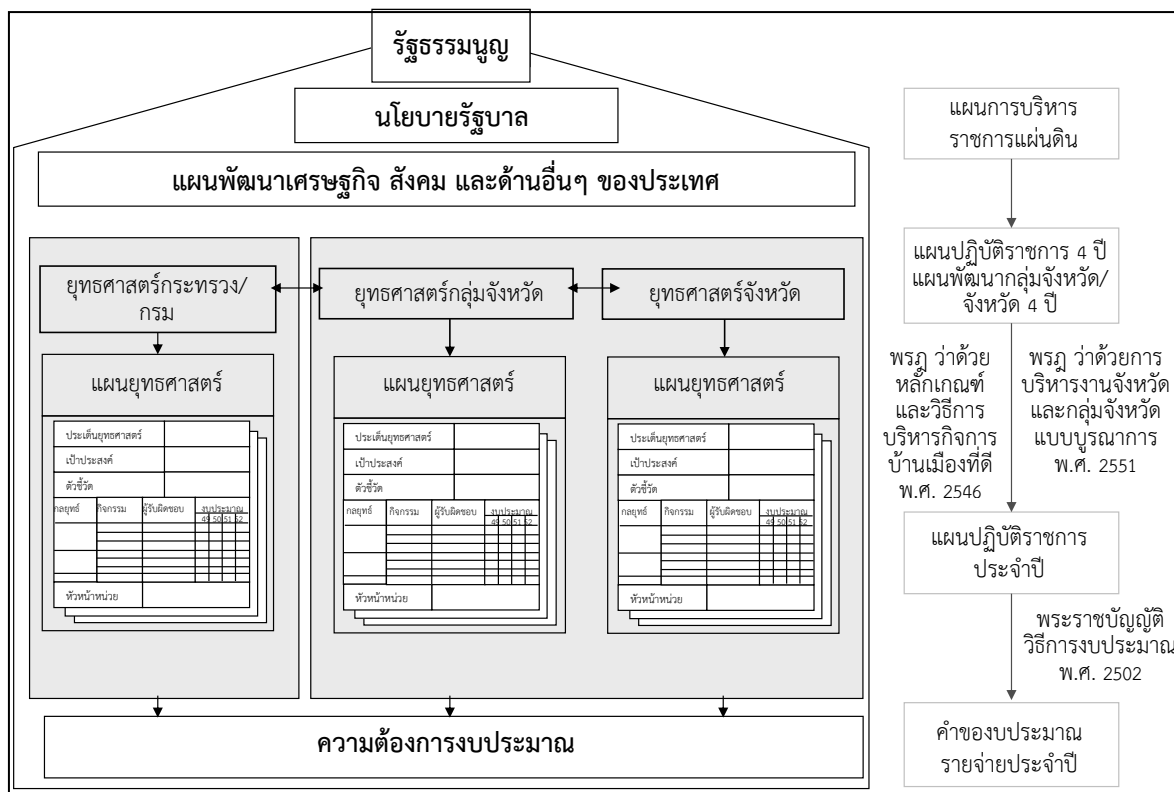 รัฐธรรมนูญ
นโยบายรัฐบาล
แผนพัฒนาเศรษฐกิจ สังคม และด้านอื่นๆ ของประเทศ
ยุทธศาสตร์กระทรวง/
กรม
ยุทธศาสตร์กลุ่มจังหวัด
ยุทธศาสตร์จังหวัด
แผนยุทธศาสตร์
ประเด็นยุทธศาสตร์
เป้าประสงค์
ตัวชี้วัด
กลยุทธ์ กิจกรรม ผู้รับผิดชอบ งบประมาณ
49 50 51 52
หัวหน้าหน่วย
แผนยุทธศาสตร์
ประเด็นยุทธศาสตร์
เป้าประสงค์
ตัวชี้วัด
กลยุทธ์ กิจกรรม ผู้รับผิดชอบ งบประมาณ
49 50 51 52
หัวหน้าหน่วย
แผนยุทธศาสตร์
ประเด็นยุทธศาสตร์
เป้าประสงค์
ตัวชี้วัด
กลยุทธ์ กิจกรรม ผู้รับผิดชอบ งบประมาณ
49 50 51 52
หัวหน้าหน่วย
ความต้องการงบประมาณ
แผนการบริหาร
ราชการแผ่นดิน
แผนปฏิบัติราชการ 4 ปี
แผนพัฒนากลุ่มจังหวัด/
จังหวัด 4 ปี
พรฎ ว่าด้วย
หลักเกณฑ์
และวิธีการ
บริหารกิจการ
บ้านเมืองที่ดี
พ.ศ. 2546
พรฎ ว่าด้วยการ
บริหารงานจังหวัด
และกลุ่มจังหวัด
แบบบูรณาการ
พ.ศ. 2551
แผนปฏิบัติราชการ
ประจำปี
พระราชบัญญัติ
วิธีการงบประมาณ
พ.ศ. 2502
คำของบประมาณ
รายจ่ายประจำปี